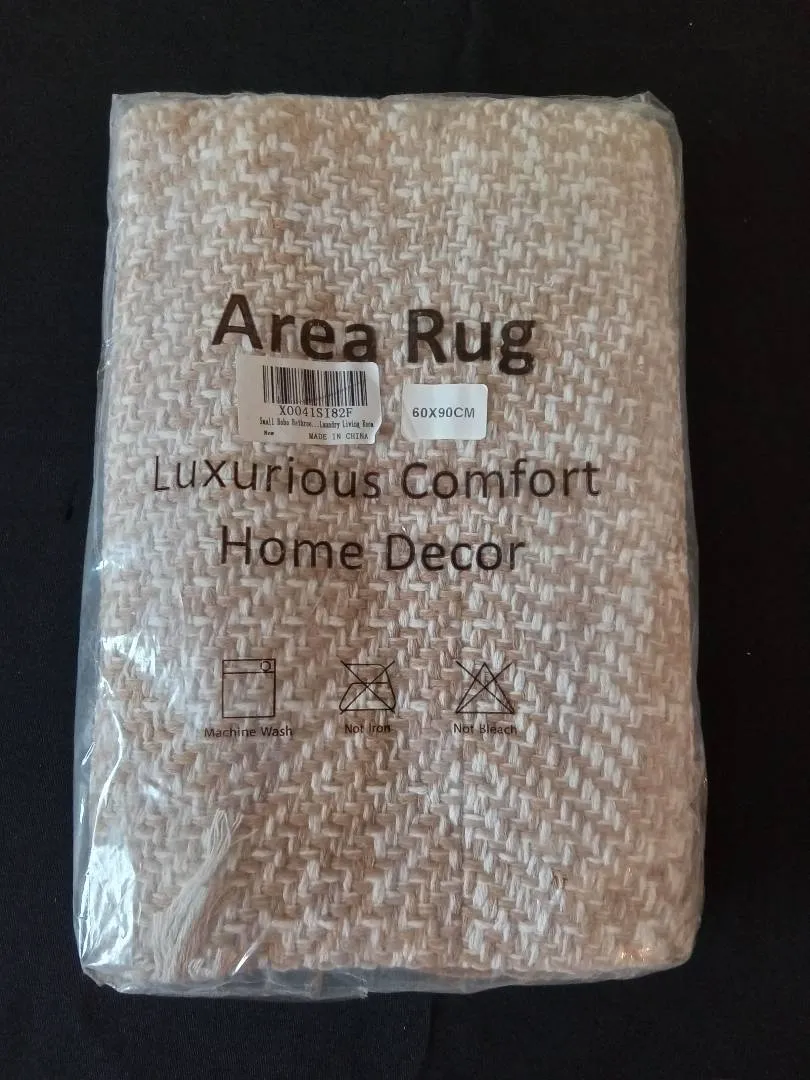 Area Rug
X0041SI82F
Small Boho Bathroo...Laundry Living Room
New
MADE IN CHINA
60X90CM
Luxurious Comfort
Home Decor
Machine Wash
Not Iron
Not Bleach